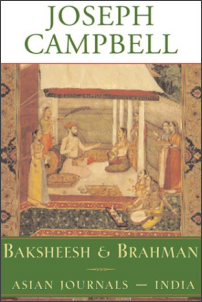 JOSEPH
CAMPBELL
BAKSHEESH & BRAHMAN
ASIAN JOURNALS — INDIA